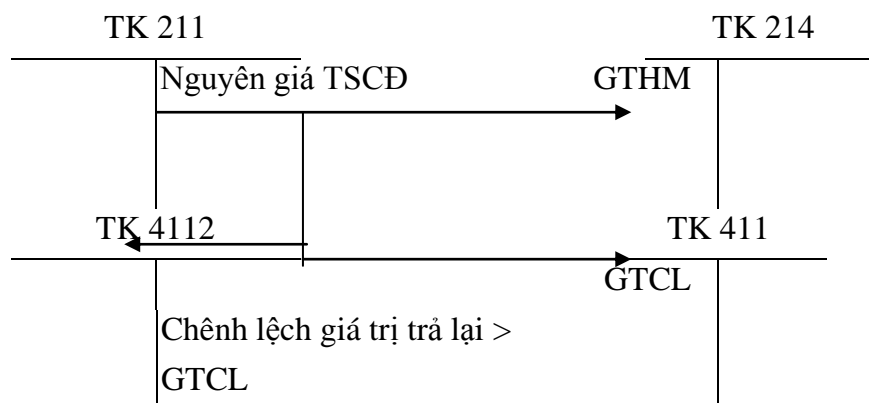 TK 211 TK 214
Nguyên giá TSCĐ GTHM
TK 4112 TK 411
GTCL
Chênh lệch giá trị trả lại >
GTCL